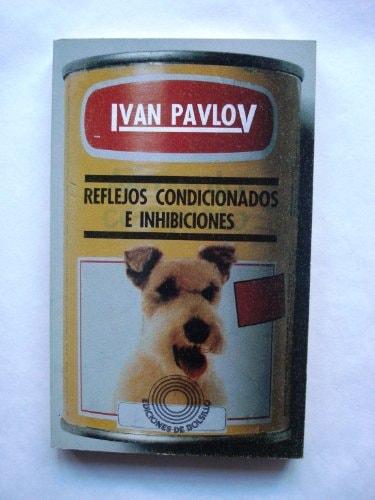 IVAN PAVLOV
REFLEJOS CONDICIONADOS
E INHIBICIONES
EDICIONES DE BOLSILLO